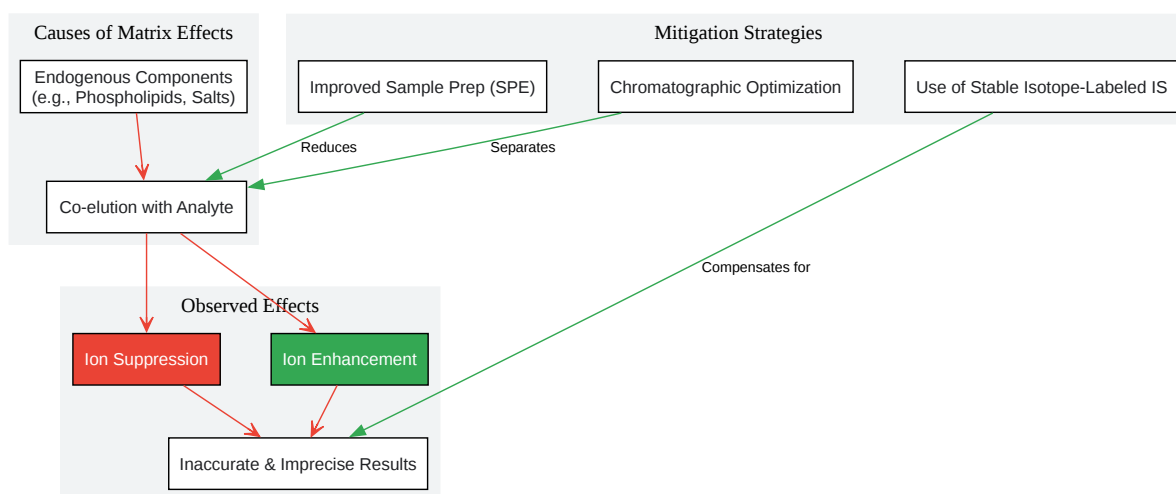 Causes of Matrix Effects
Mitigation Strategies
Endogenous Components
(e.g., Phospholipids, Salts)
Improved Sample Prep (SPE)
Chromatographic Optimization
Use of Stable Isotope-Labeled IS
Reduces
Separates
Co-elution with Analyte
Compensates for
Observed Effects
Ion Suppression
Ion Enhancement
Inaccurate & Imprecise Results